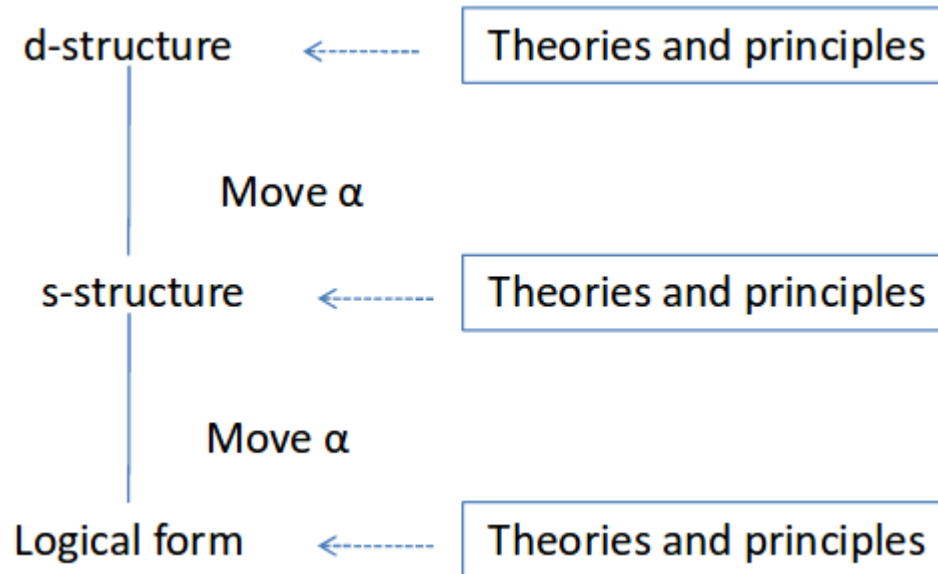 d-structure
Theories and principles
Move α
s-structure
Theories and principles
Move α
Logical form
Theories and principles